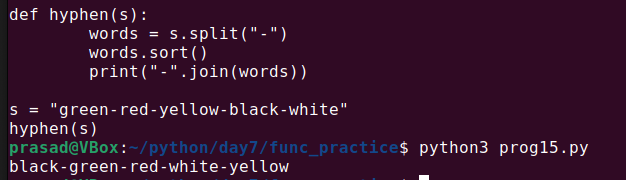 def hyphen(s):
        words = s.split("-")
        words.sort()
        print("-".join(words))

s = "green-red-yellow-black-white"
hyphen(s)
prasad@VBox:~/python/day7/func_practice$ python3 prog15.py
black-green-red-white-yellow